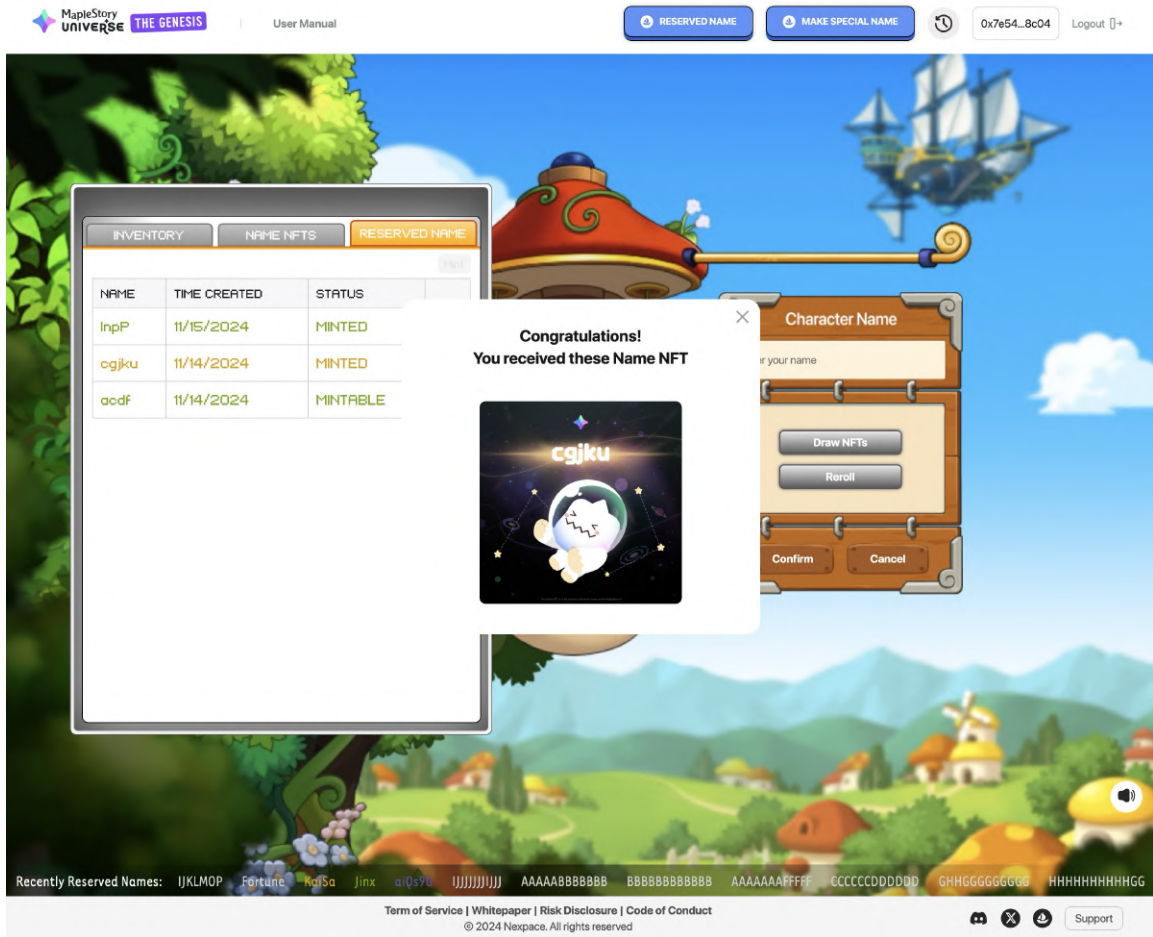 MapleStory
UNIVERSE THE GENESIS
User Manual
RESERVED NAME
MAKE SPECIAL NAME
0x7e54...8c04
Logout
INVENTORY
NAME NFTS
RESERVED NAME
Mint
NAME TIME CREATED STATUS
InpP 11/15/2024 MINTED
cgjku 11/14/2024 MINTED
acdf 11/14/2024 MINTABLE
Congratulations!
You received these Name NFT
cgjku
Character Name
your name
Draw NFTs
Reroll
Confirm
Cancel
Recently Reserved Names: IJKLMOP Fortune KaiSa Jinx AAAAABBBBBBB BBBBBBBBBBBB AAAAAAAFFFFF CCCCCCDDDDDD GHHGGGGGGGGG HHHHHHHHHHGG
Term of Service | Whitepaper | Risk Disclosure | Code of Conduct
© 2024 Nexpace. All rights reserved
Support